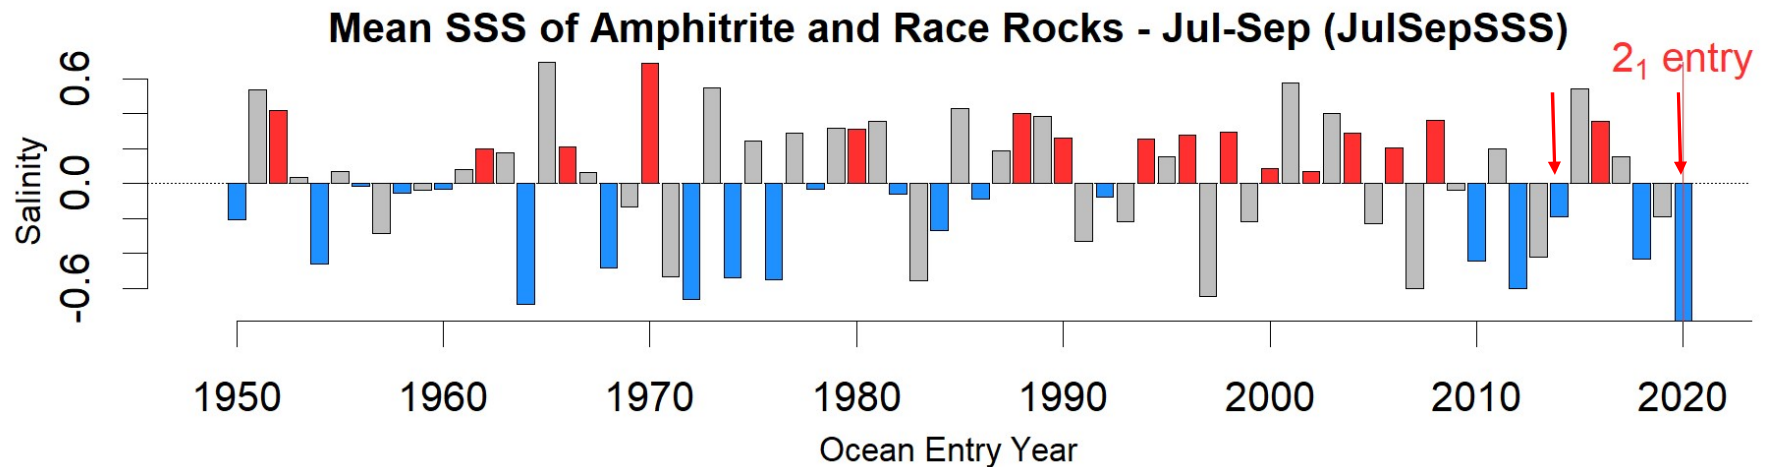 Mean SSS of Amphitrite and Race Rocks - Jul-Sep (JulSepSSS)
2₁ entry
0.6
0.0
-0.6
Salinity
1950 1960 1970 1980 1990 2000 2010 2020
Ocean Entry Year